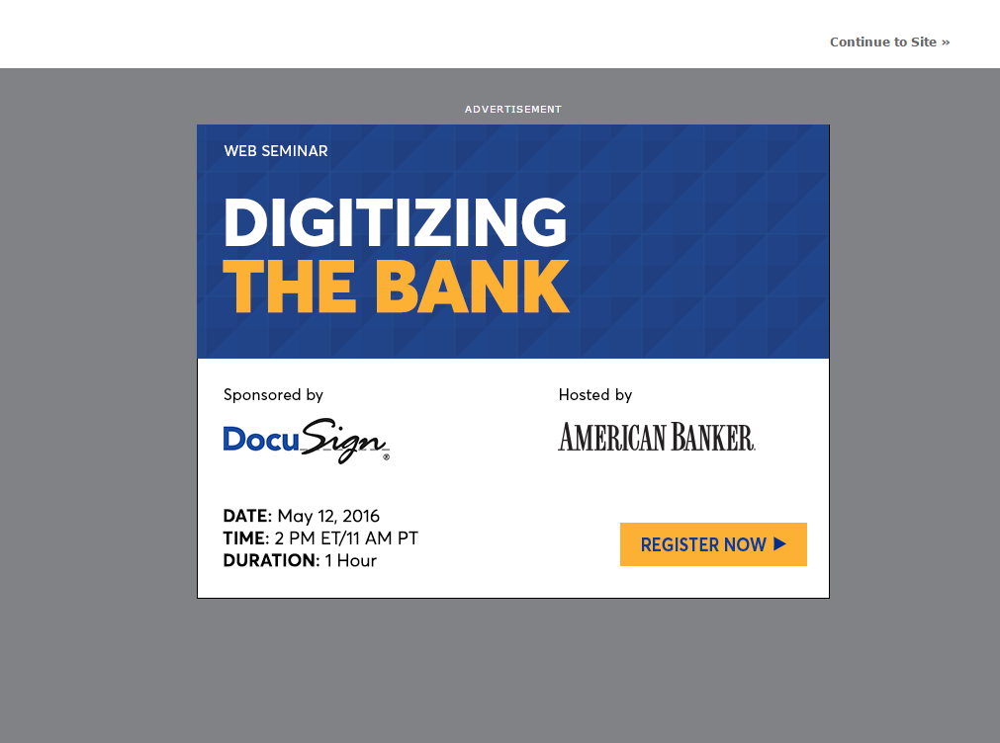 Continue to Site »
ADVERTISEMENT
WEB SEMINAR
DIGITIZING
THE BANK
Sponsored by
DocuSign®
Hosted by
AMERICAN BANKER.
DATE: May 12, 2016
TIME: 2 PM ET/11 AM PT
DURATION: 1 Hour
REGISTER NOW ▶